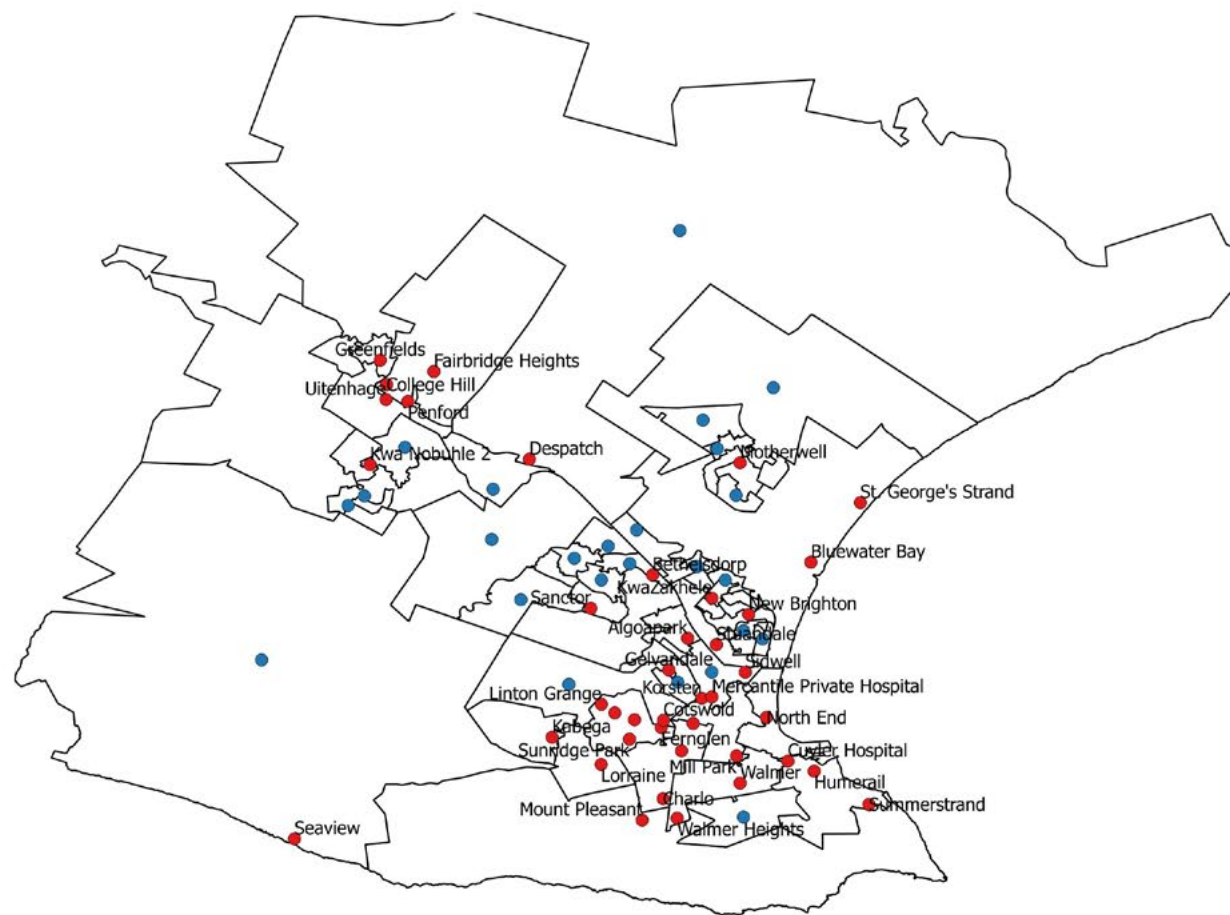 Greenfields
Fairbridge Heights
College Hill
Uitenhage
Penford
Kwa Nobuhle 2
Despatch
Motherwell
St. George's Strand
Bluewater Bay
Bethelsdorp
KwaZakhele
Sanctor
New Brighton
Algoapark
Struandale
Gelvandale
Sidwell
Korsten
Mercantile Private Hospital
Linton Grange
Cotswold
North End
Kabega
Fernglen
Sunridge Park
Cuyler Hospital
Mill Park
Lorraine
Walmer
Humerail
Charlo
Mount Pleasant
Summerstrand
Walmer Heights
Seaview